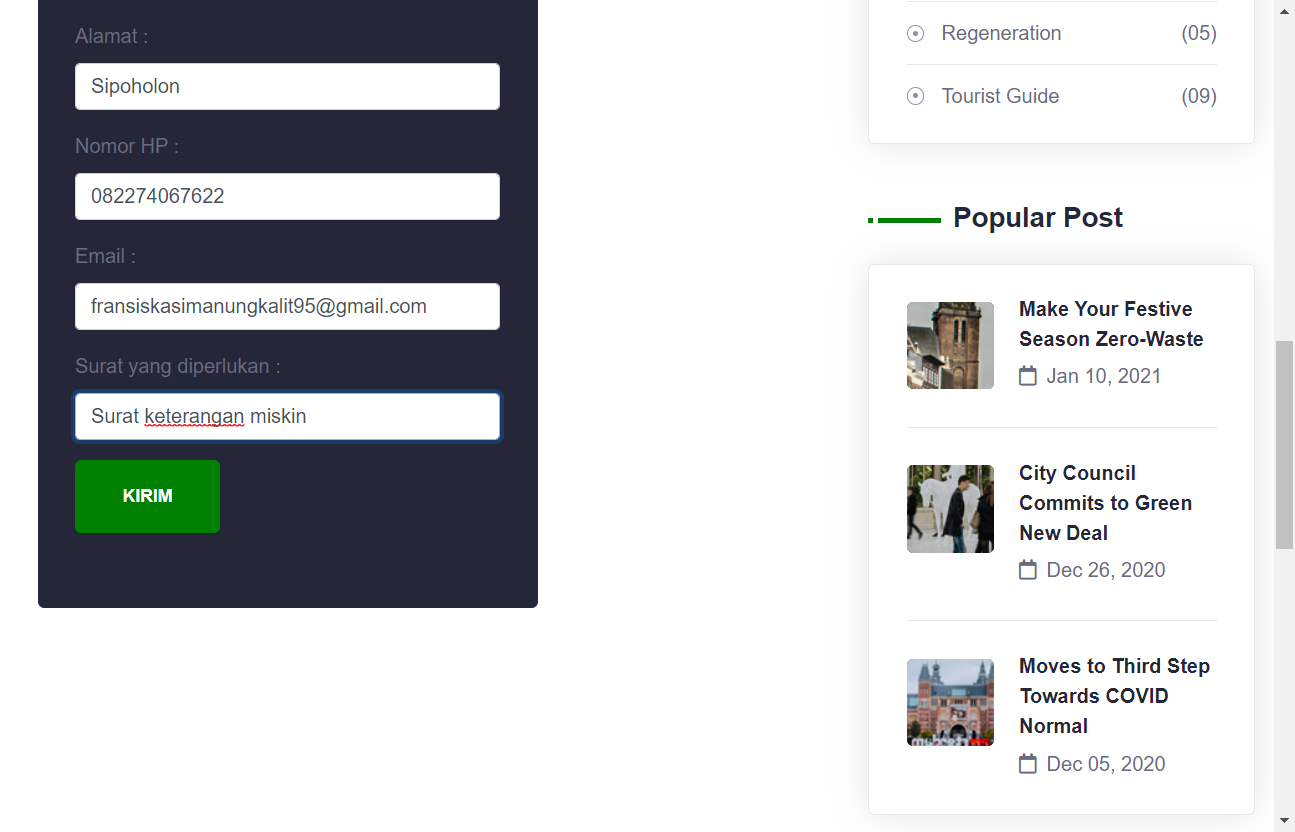 Alamat :
Sipoholon
Nomor HP :
082274067622
Email :
fransiskasimanungkalit95@gmail.com
Surat yang diperlukan :
Surat keterangan miskin
KIRIM
Regeneration (05)
Tourist Guide (09)
Popular Post
Make Your Festive
Season Zero-Waste
Jan 10, 2021
City Council
Commits to Green
New Deal
Dec 26, 2020
Moves to Third Step
Towards COVID
Normal
Dec 05, 2020